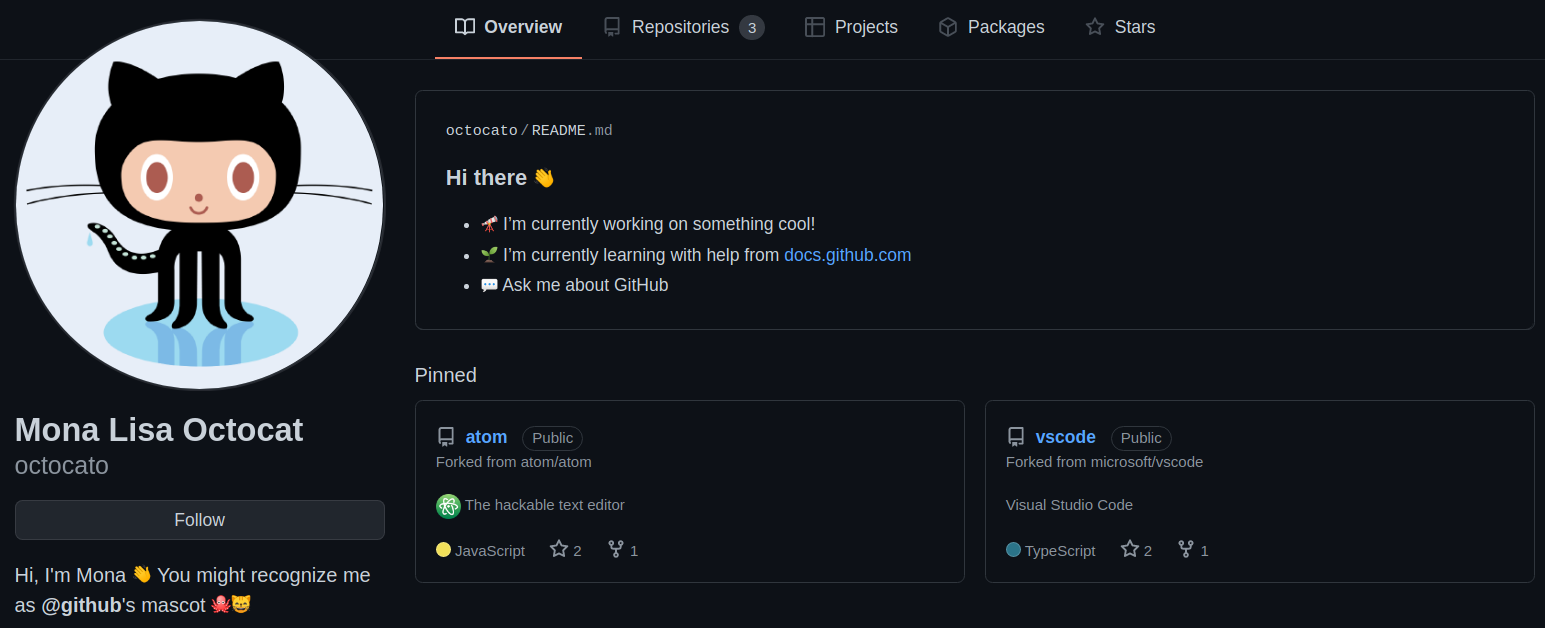 Overview
Repositories 3
Projects
Packages
Stars
octocato/README.md
Hi there 👋
🔭 I’m currently working on something cool!
🌱 I’m currently learning with help from docs.github.com
💬 Ask me about GitHub
Mona Lisa Octocat
octocato
Follow
Hi, I'm Mona 👋 You might recognize me
as @github's mascot 🐙😸
Pinned
atom Public
Forked from atom/atom
The hackable text editor
JavaScript 2 1
vscode Public
Forked from microsoft/vscode
Visual Studio Code
TypeScript 2 1